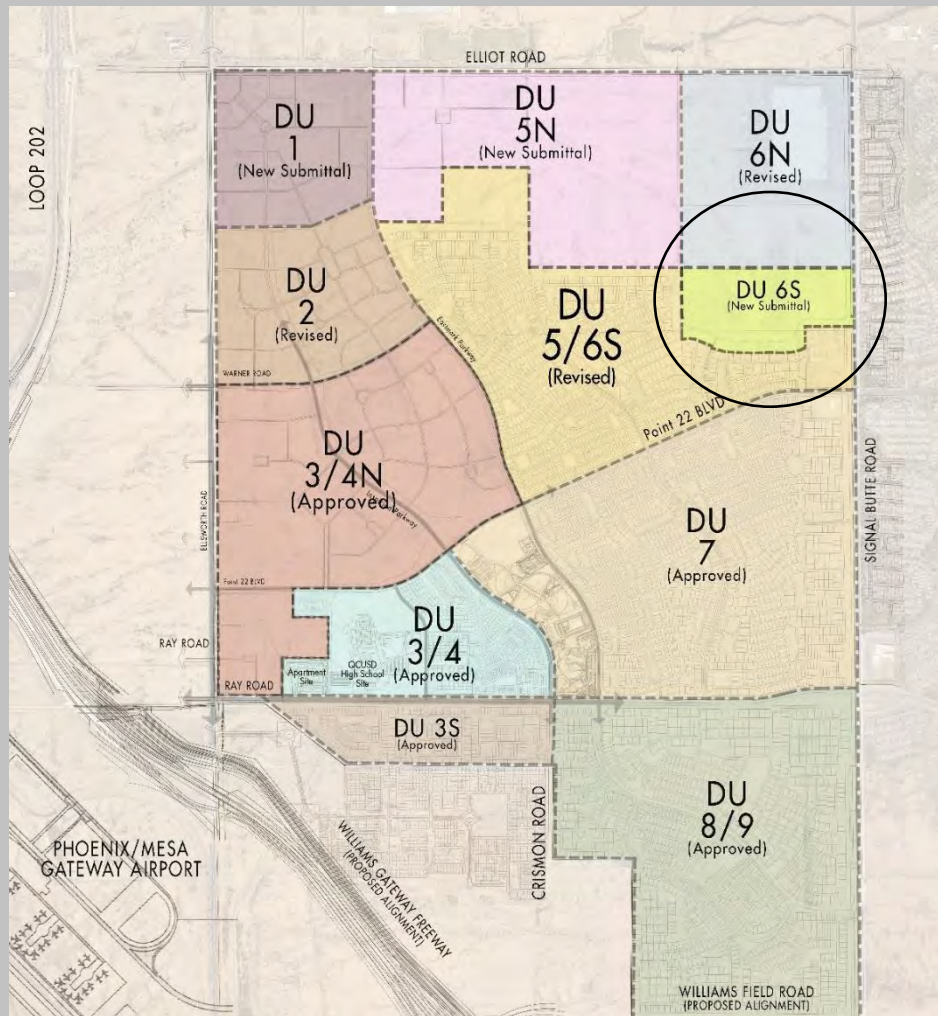 ELLIOT ROAD
LOOP 202
DU
1
(New Submittal)
DU
5N
(New Submittal)
DU
6N
(Revised)
DU
2
(Revised)
Eastmark Parkway
DU
5/6S
(Revised)
DU 6S
(New Submittal)
WARNER ROAD
Point 22 BLVD
DU
3/4N
(Approved)
Parkway
ELLSWORTH ROAD
SIGNAL BUTTE ROAD
DU
7
(Approved)
Point 22 BLVD
DU
3/4
(Approved)
RAY ROAD
Apartment
Site
QCUSD
High School
Site
RAY ROAD
DU 3S
(Approved)
DU
8/9
(Approved)
CRISMON ROAD
PHOENIX/MESA
GATEWAY AIRPORT
WILLIAMS GATEWAY FREEWAY
(PROPOSED ALIGNMENT)
WILLIAMS FIELD ROAD
(PROPOSED ALIGNMENT)